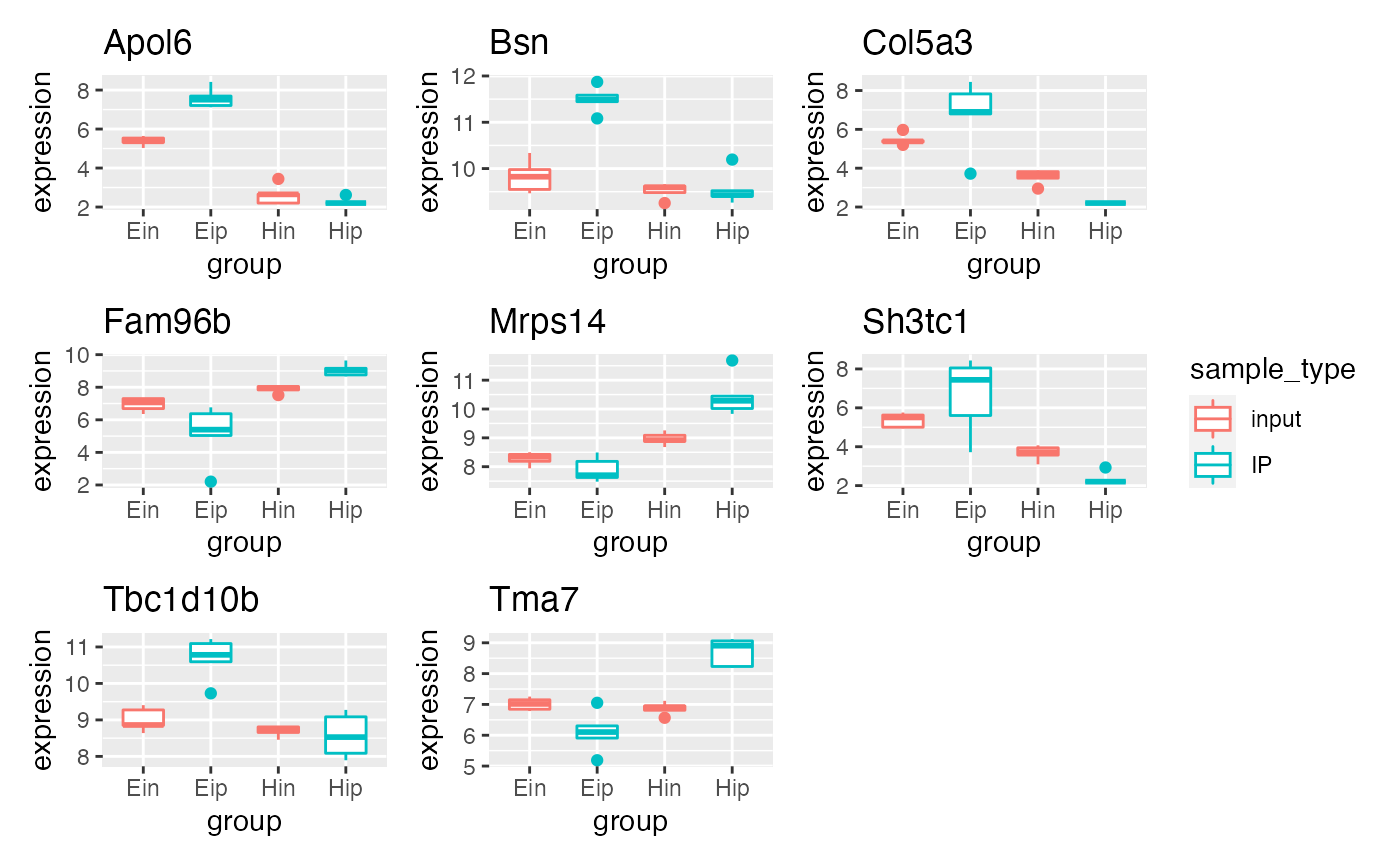 Apol6 Bsn Col5a3
expression 8 6 4 2 expression 12 11 10 expression 8 6 4 2
Ein Eip Hin Hip Ein Eip Hin Hip Ein Eip Hin Hip
group group group
Fam96b Mrps14 Sh3tc1
expression 10 8 6 4 2 expression 11 10 9 8 expression 8 6 4 2
Ein Eip Hin Hip Ein Eip Hin Hip Ein Eip Hin Hip
group group group
sample_type
input
IP
Tbc1d10b Tma7
expression 11 10 9 8 expression 9 8 7 6 5
Ein Eip Hin Hip Ein Eip Hin Hip
group group